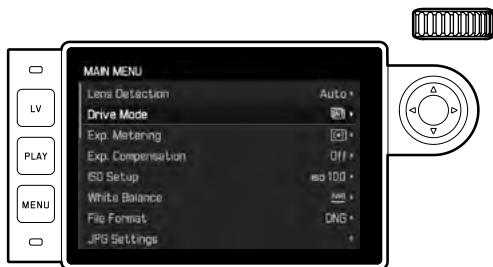 LV
PLAY
MENU
MAIN MENU
Lens Detection Auto
Drive Mode
Exp. Metering
Exp. Compensation Off
ISO Setup ISO 100
White Balance AWB
File Format DNG
JPG Settings